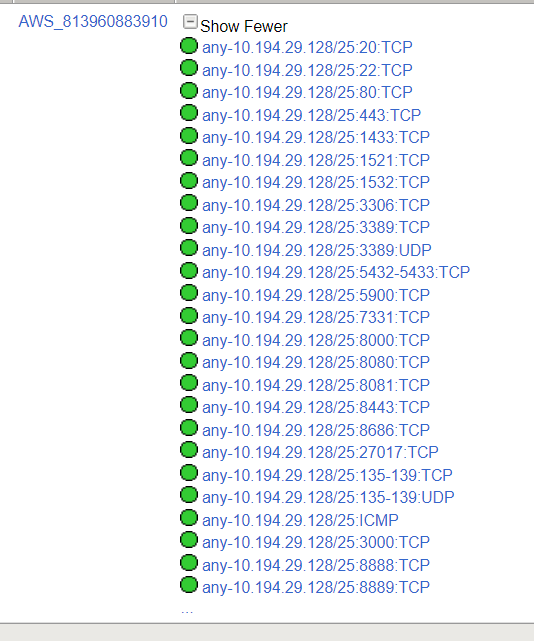 AWS_813960883910
Show Fewer
any-10.194.29.128/25:20:TCP
any-10.194.29.128/25:22:TCP
any-10.194.29.128/25:80:TCP
any-10.194.29.128/25:443:TCP
any-10.194.29.128/25:1433:TCP
any-10.194.29.128/25:1521:TCP
any-10.194.29.128/25:1532:TCP
any-10.194.29.128/25:3306:TCP
any-10.194.29.128/25:3389:TCP
any-10.194.29.128/25:3389:UDP
any-10.194.29.128/25:5432-5433:TCP
any-10.194.29.128/25:5900:TCP
any-10.194.29.128/25:7331:TCP
any-10.194.29.128/25:8000:TCP
any-10.194.29.128/25:8080:TCP
any-10.194.29.128/25:8081:TCP
any-10.194.29.128/25:8443:TCP
any-10.194.29.128/25:8686:TCP
any-10.194.29.128/25:27017:TCP
any-10.194.29.128/25:135-139:TCP
any-10.194.29.128/25:135-139:UDP
any-10.194.29.128/25:ICMP
any-10.194.29.128/25:3000:TCP
any-10.194.29.128/25:8888:TCP
any-10.194.29.128/25:8889:TCP
...